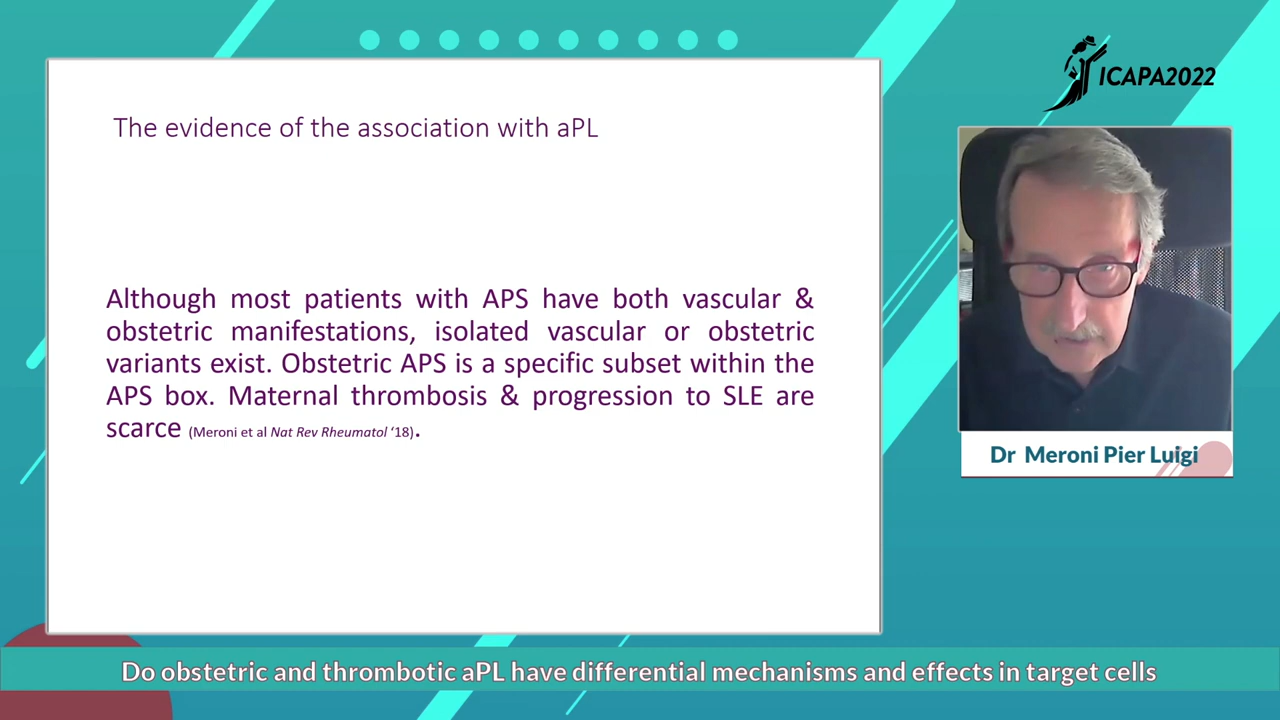 ICAPA2022
The evidence of the association with aPL
Although most patients with APS have both vascular &
obstetric manifestations, isolated vascular or obstetric
variants exist. Obstetric APS is a specific subset within the
APS box. Maternal thrombosis & progression to SLE are
scarce (Meroni et al Nat Rev Rheumatol ‘18).
Dr Meroni Pier Luigi
Do obstetric and thrombotic aPL have differential mechanisms and effects in target cells